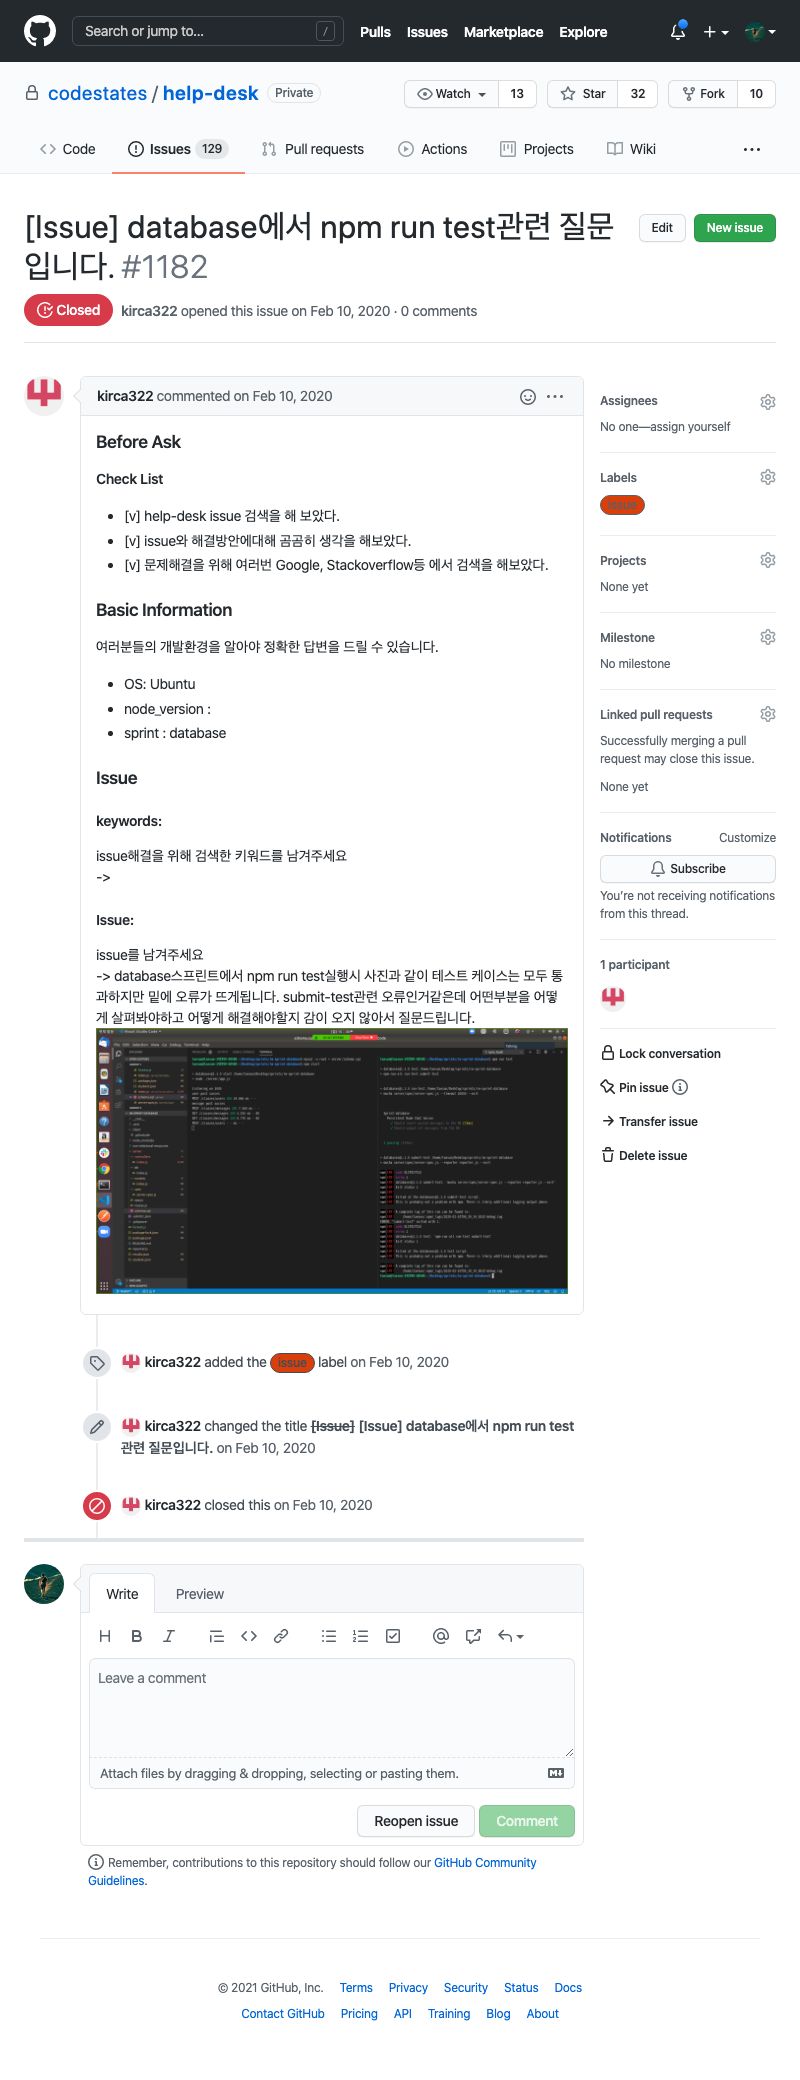 Search or jump to...
/
Pulls
Issues
Marketplace
Explore
codestates / help-desk
Private
Watch
13
Star
32
Fork
10
Code
Issues
129
Pull requests
Actions
Projects
Wiki
[Issue] database에서 npm run test관련 질문
입니다. #1182
Edit
New issue
Closed
kirca322 opened this issue on Feb 10, 2020 · 0 comments
kirca322 commented on Feb 10, 2020
Before Ask
Check List
[v] help-desk issue 검색을 해 보았다.
[v] issue와 해결방안에대해 곰곰히 생각을 해보았다.
[v] 문제해결을 위해 여러번 Google, Stackoverflow등 에서 검색을 해보았다.
Basic Information
여러분들의 개발환경을 알아야 정확한 답변을 드릴 수 있습니다.
OS: Ubuntu
node_version :
sprint : database
Issue
keywords:
issue해결을 위해 검색한 키워드를 남겨주세요
->
Issue:
issue를 남겨주세요
-> database스프린트에서 npm run test실행시 사진과 같이 테스트 케이스는 모두 통
과하지만 밑에 오류가 뜨게됩니다. submit-test관련 오류인거같은데 어떤부분을 어떻
게 살펴봐야하고 어떻게 해결해야할지 감이 오지 않아서 질문드립니다.
kirca322 added the issue label on Feb 10, 2020
kirca322 changed the title [Issue] [Issue] database에서 npm run test
관련 질문입니다. on Feb 10, 2020
kirca322 closed this on Feb 10, 2020
Assignees
No one—assign yourself
Labels
issue
Projects
None yet
Milestone
No milestone
Linked pull requests
Successfully merging a pull
request may close this issue.
None yet
Notifications
Customize
Subscribe
You're not receiving notifications
from this thread.
1 participant
Lock conversation
Pin issue
Transfer issue
Delete issue
Write
Preview
H
B
I
Leave a comment
Attach files by dragging & dropping, selecting or pasting them.
Reopen issue
Comment
Remember, contributions to this repository should follow our GitHub Community
Guidelines.
© 2021 GitHub, Inc.
Terms
Privacy
Security
Status
Docs
Contact GitHub
Pricing
API
Training
Blog
About